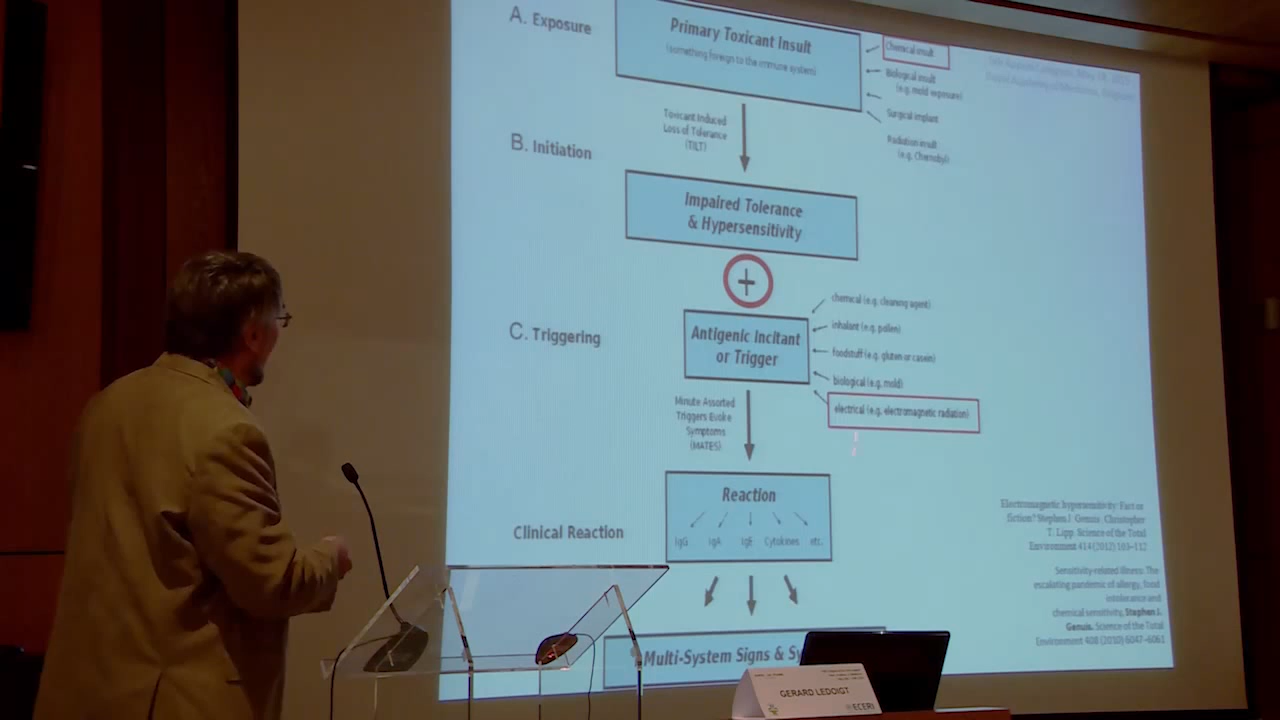 A. Exposure
Primary Toxicant Insult
(something foreign to the immune system)
Chemical insult
Biological insult
(e.g. mold exposure)
Surgical implant
Radiation insult
(e.g. Chernobyl)
Toxicant Induced
Loss of Tolerance
(TILT)
B. Initiation
Impaired Tolerance
& Hypersensitivity
+
C. Triggering
Antigenic Incitant
or Trigger
chemical (e.g. cleaning agent)
inhalant (e.g. pollen)
foodstuff (e.g. gluten or casein)
biological (e.g. mold)
electrical (e.g. electromagnetic radiation)
Minute Assorted
Triggers Evoke
Symptoms
(MATES)
Clinical Reaction
Reaction
IgG IgA IgE Cytokines etc.
Multi-System Signs & Sy
Electromagnetic hypersensitivity: Fact or
fiction? Stephen J. Genuis, Christopher
T. Lipp. Science of the Total
Environment 414 (2012) 103–112
Sensitivity-related illness: The
escalating pandemic of allergy, food
intolerance and
chemical sensitivity, Stephen J.
Genuis. Science of the Total
Environment 408 (2010) 6047–6061
GERARD LEDOIGT
ECERI